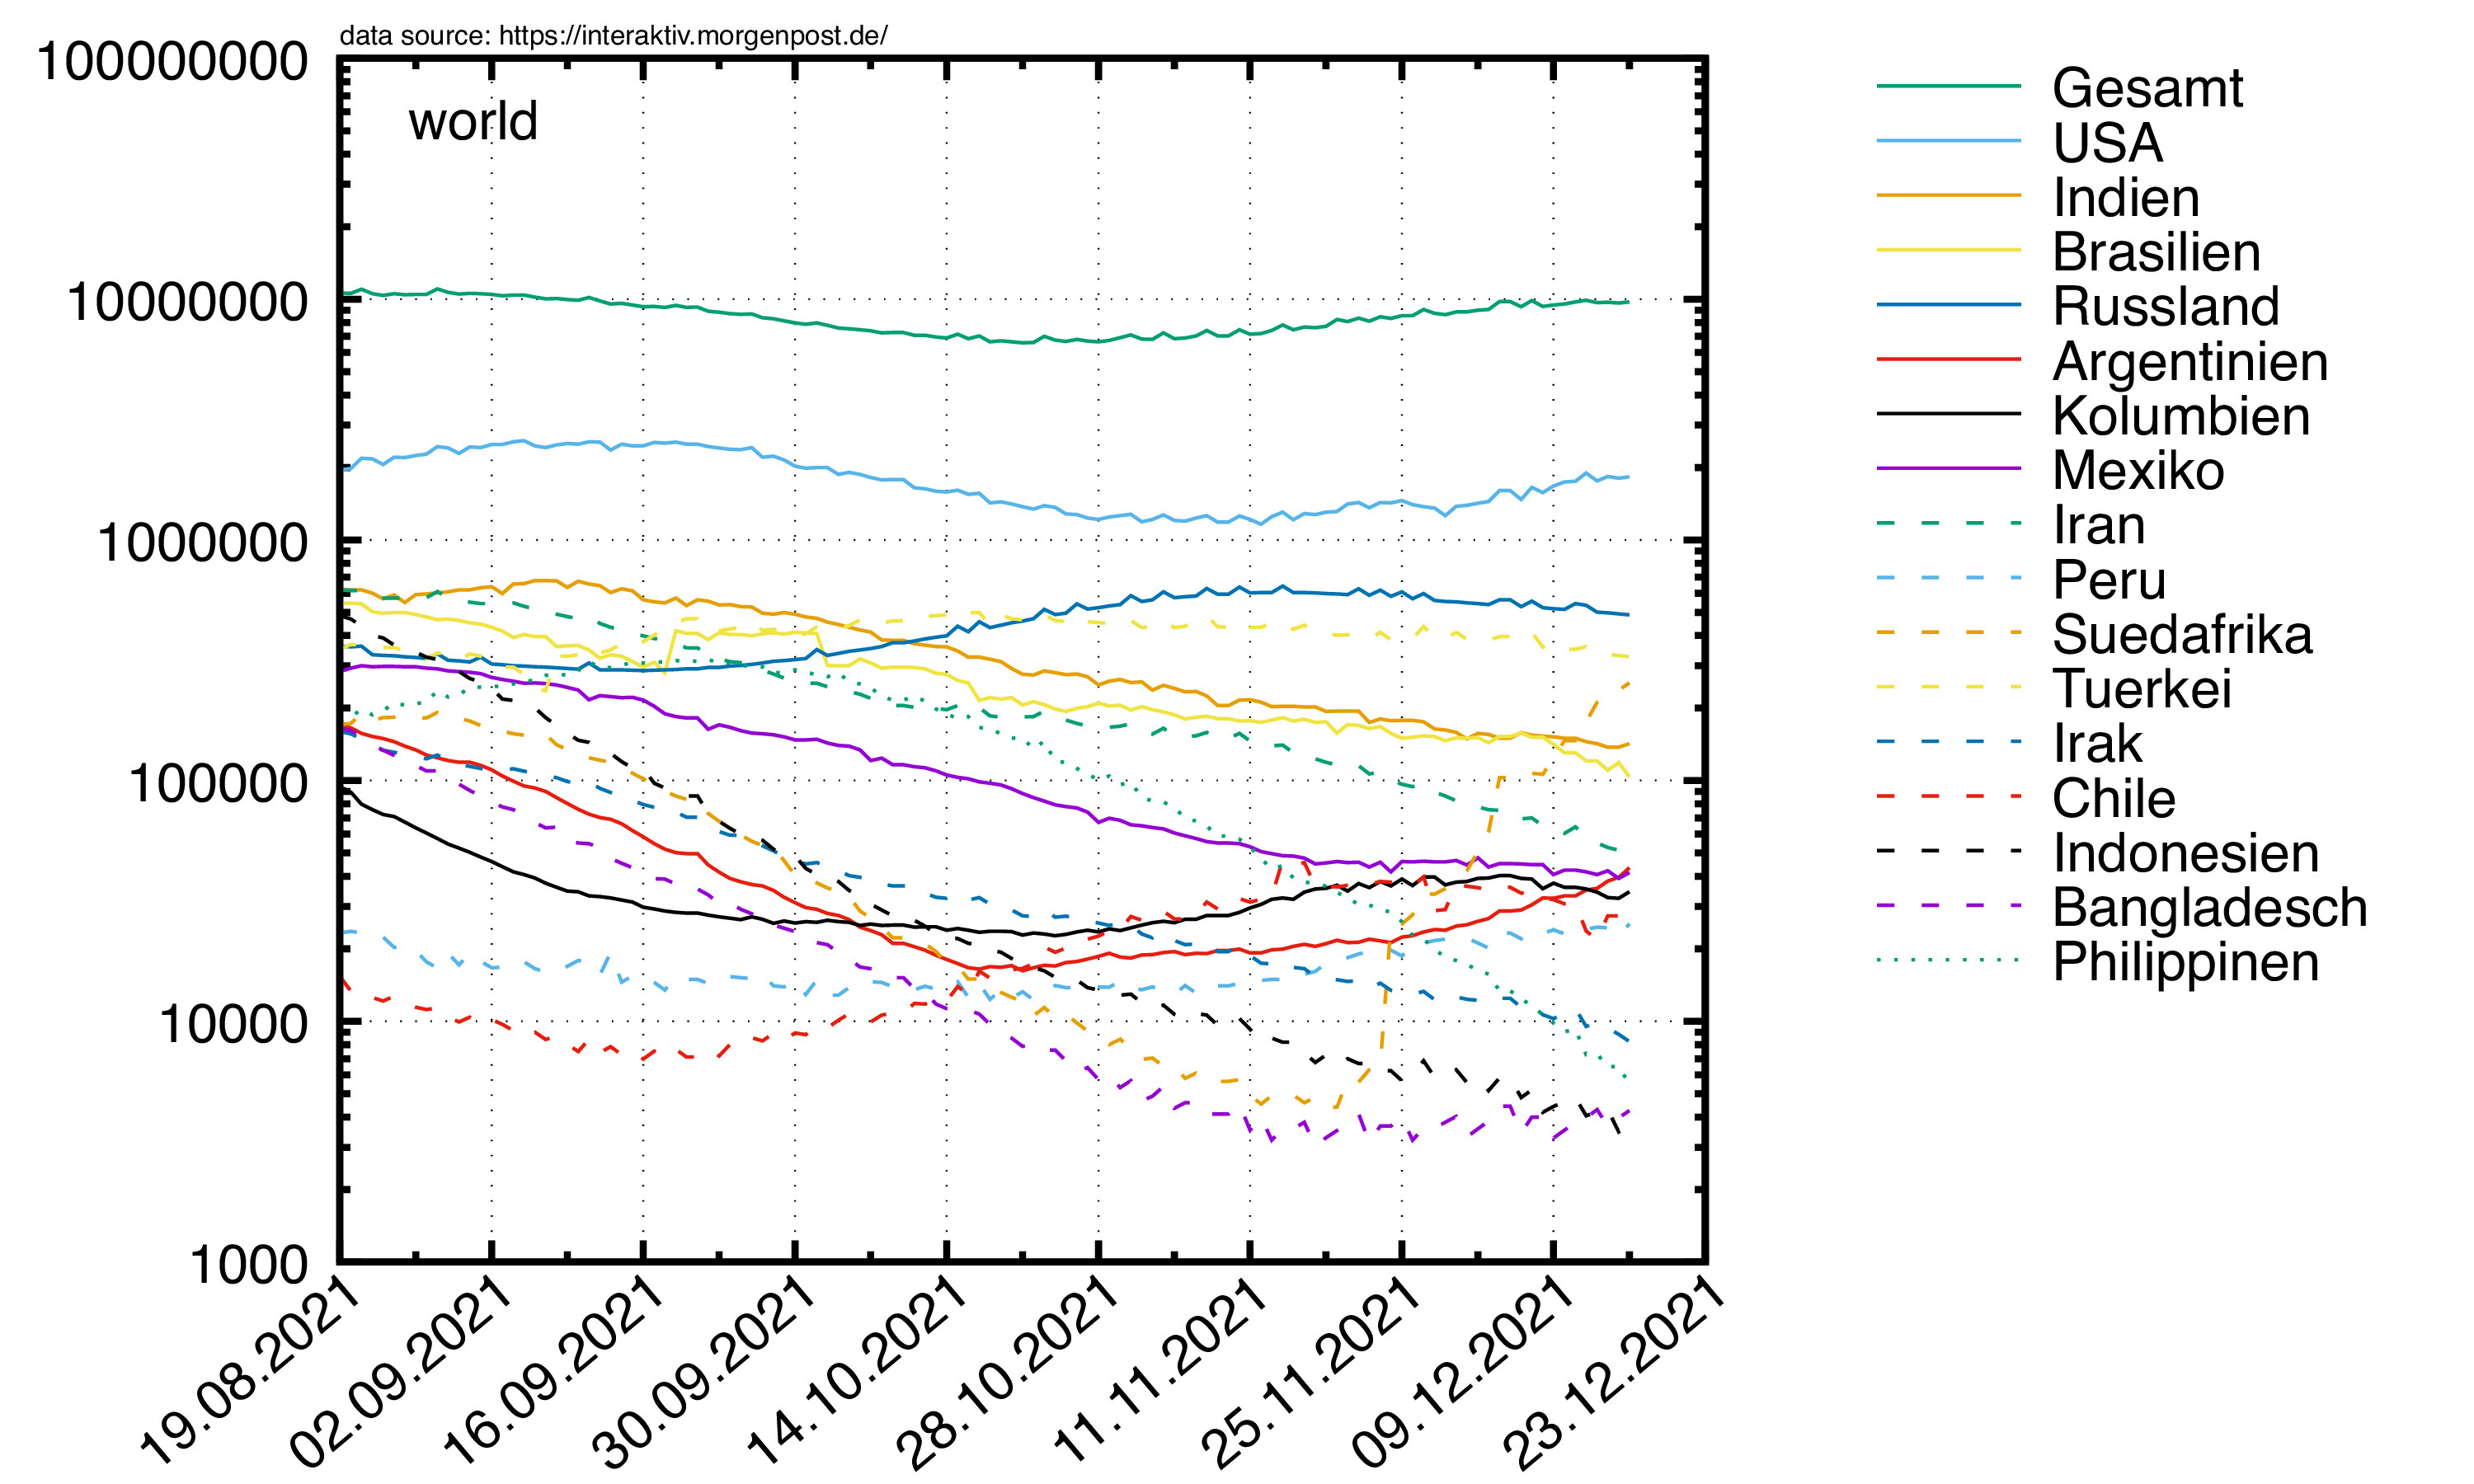 data source: https://interaktiv.morgenpost.de/
world
100000000
10000000
1000000
100000
10000
1000
19.08.2021
02.09.2021
16.09.2021
30.09.2021
14.10.2021
28.10.2021
11.11.2021
25.11.2021
09.12.2021
23.12.2021
Gesamt
USA
Indien
Brasilien
Russland
Argentinien
Kolumbien
Mexiko
Iran
Peru
Suedafrika
Tuerkei
Irak
Chile
Indonesien
Bangladesch
Philippinen